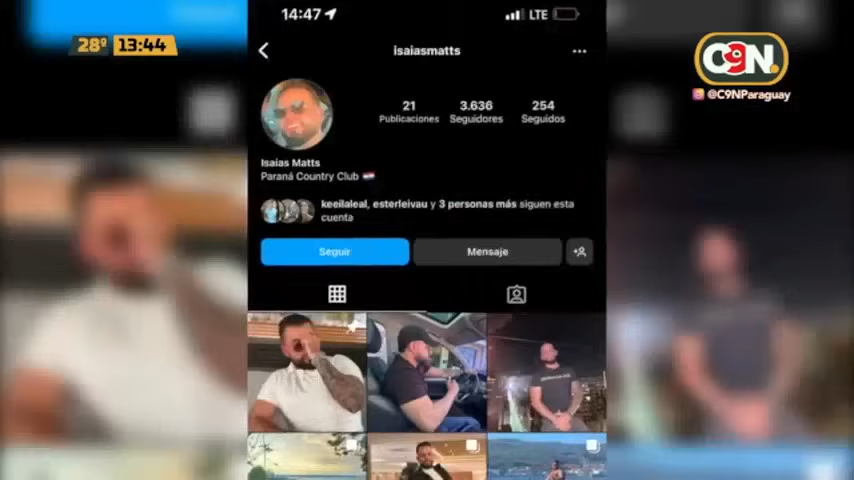 14:47
LTE
28º 13:44
C9N.
@C9NParaguay
isaiasmatts
21
Publicaciones
3.636
Seguidores
254
Seguidos
Isaias Matts
Paraná Country Club
keeilaleal, esterleivau y 3 personas más siguen esta
cuenta
Seguir
Mensaje